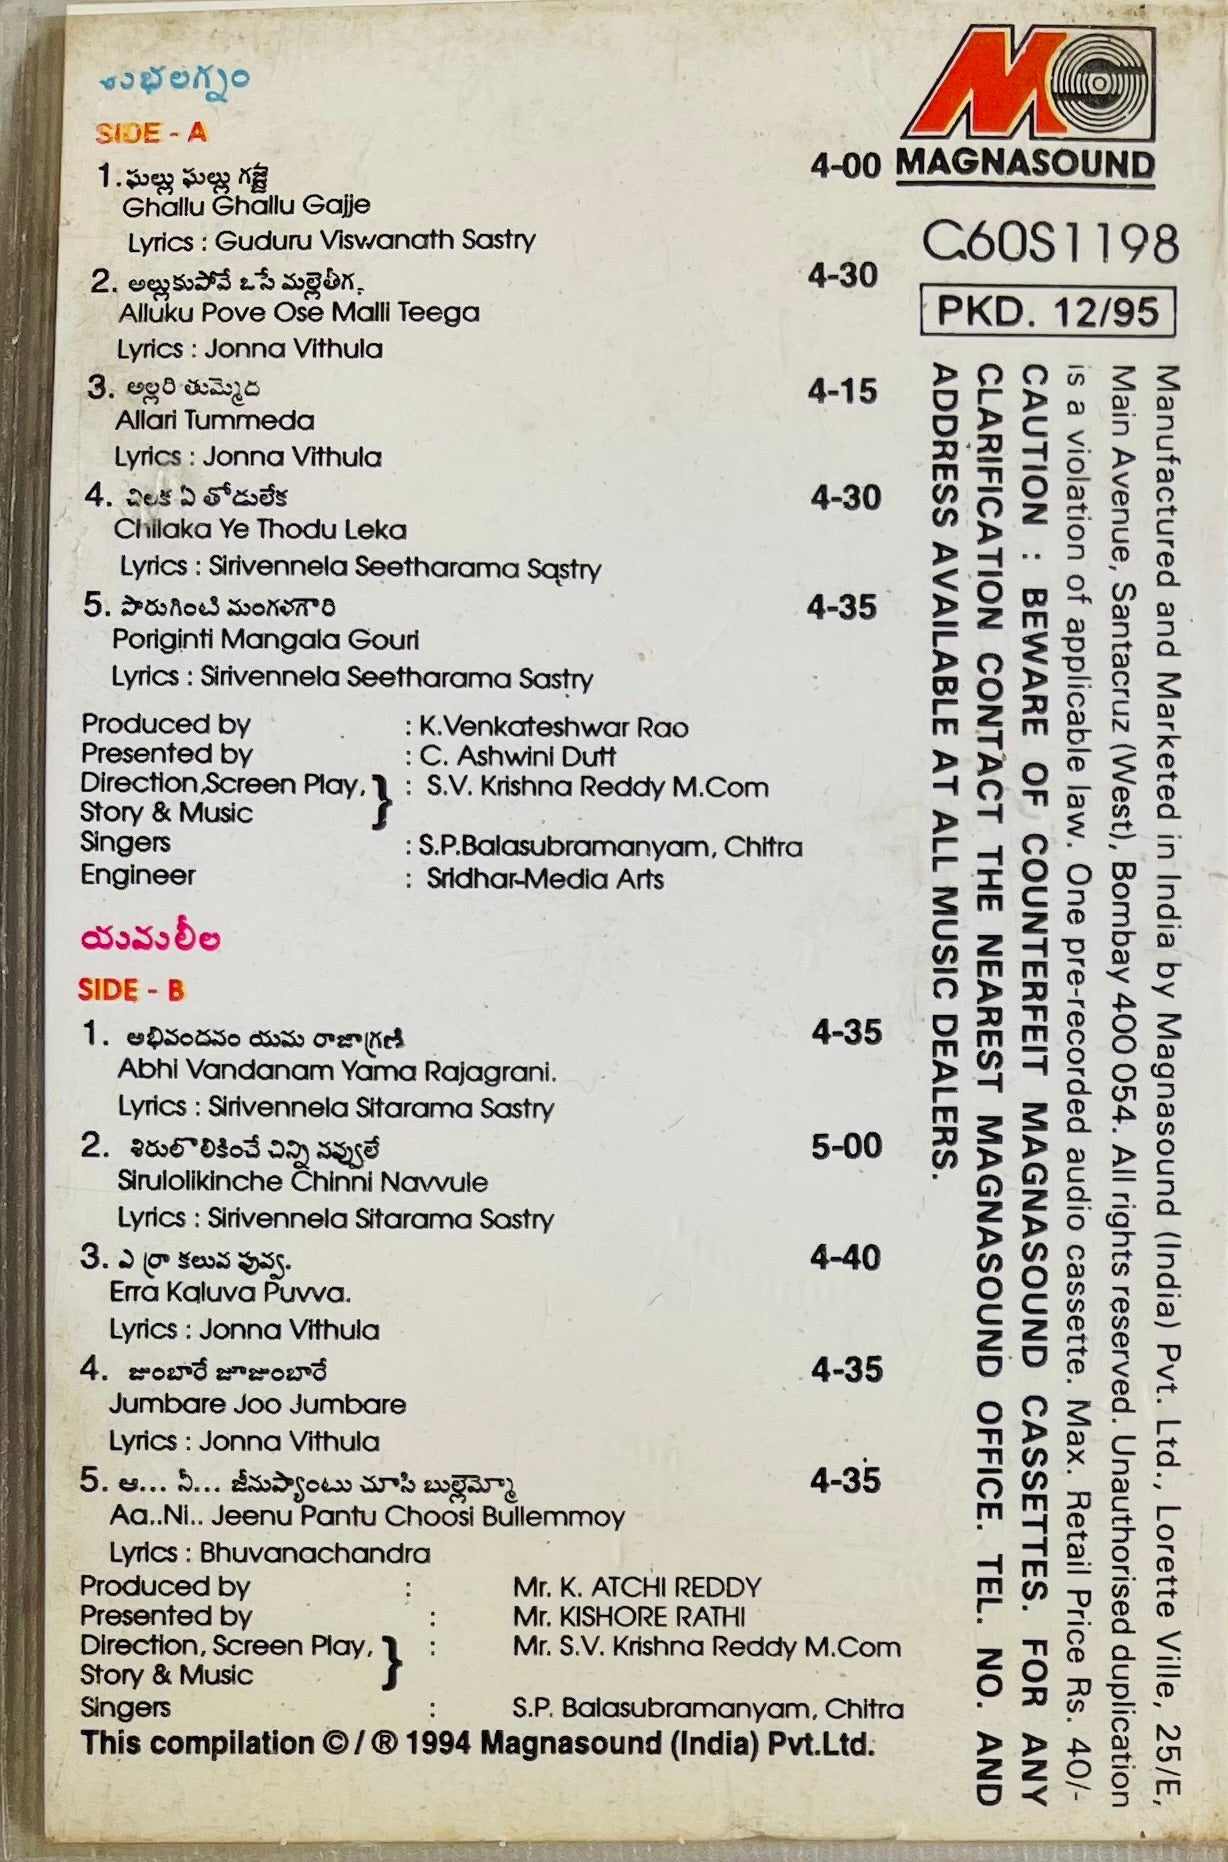 శుభలగ్నం
SIDE - A
1. ఘల్లు ఘల్లు గజ్జె 4-00
Ghallu Ghallu Gajje
Lyrics : Guduru Viswanath Sastry
2. అల్లుకుపోవే ఒసే మల్లెతీగ. 4-30
Alluku Pove Ose Malli Teega
Lyrics : Jonna Vithula
3. అల్లరి తుమ్మెద 4-15
Allari Tummeda
Lyrics : Jonna Vithula
4. చిలక ఏ తోడులేక 4-30
Chilaka Ye Thodu Leka
Lyrics : Sirivennela Seetharama Sastry
5. పొరుగింటి మంగళగౌరి 4-35
Poriginti Mangala Gouri
Lyrics : Sirivennela Seetharama Sastry
Produced by : K.Venkateshwar Rao
Presented by : C. Ashwini Dutt
Direction,Screen Play, } : S.V. Krishna Reddy M.Com
Story & Music
Singers : S.P.Balasubramanyam, Chitra
Engineer : Sridhar-Media Arts
యమలీల
SIDE - B
1. అభివందనం యమ రాజాగ్రణి 4-35
Abhi Vandanam Yama Rajagrani.
Lyrics : Sirivennela Sitarama Sastry
2. శిరులొలికించే చిన్ని నవ్వులే 5-00
Sirulolikinche Chinni Navvule
Lyrics : Sirivennela Sitarama Sastry
3. ఎర్రా కలువ పువ్వ. 4-40
Erra Kaluva Puvva.
Lyrics : Jonna Vithula
4. జుంబారే జూజుంబారే 4-35
Jumbare Joo Jumbare
Lyrics : Jonna Vithula
5. ఆ... నీ... జీనుప్యాంటు చూసి బుల్లెమ్మో 4-35
Aa..Ni.. Jeenu Pantu Choosi Bullemmoy
Lyrics : Bhuvanachandra
Produced by : Mr. K. ATCHI REDDY
Presented by : Mr. KISHORE RATHI
Direction, Screen Play, } : Mr. S.V. Krishna Reddy M.Com
Story & Music
Singers : S.P. Balasubramanyam, Chitra
This compilation © / ® 1994 Magnasound (India) Pvt.Ltd.
MAGNASOUND
C60S1198
PKD. 12/95
Manufactured and Marketed in India by Magnasound (India) Pvt. Ltd., Lorette Ville, 25/E,
Main Avenue, Santacruz (West), Bombay 400 054. All rights reserved. Unauthorised duplication
is a violation of applicable law. One pre-recorded audio cassette. Max. Retail Price Rs. 40/-
CAUTION : BEWARE OF COUNTERFEIT MAGNASOUND CASSETTES. FOR ANY
CLARIFICATION CONTACT THE NEAREST MAGNASOUND OFFICE. TEL. NO. AND
ADDRESS AVAILABLE AT ALL MUSIC DEALERS.